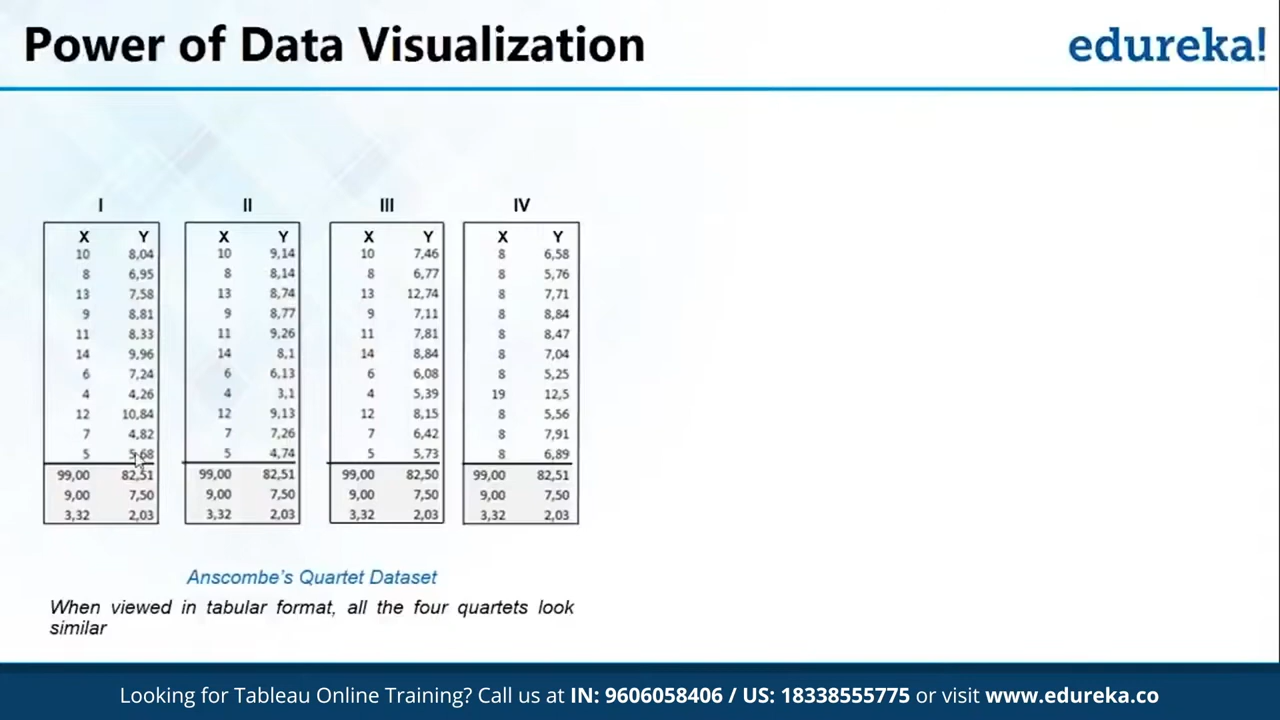 Power of Data Visualization
edureka!
I II III IV
X Y X Y X Y X Y
10 8,04 10 9,14 10 7,46 8 6,58
8 6,95 8 8,14 8 6,77 8 5,76
13 7,58 13 8,74 13 12,74 8 7,71
9 8,81 9 8,77 9 7,11 8 8,84
11 8,33 11 9,26 11 7,81 8 8,47
14 9,96 14 8,1 14 8,84 8 7,04
6 7,24 6 6,13 6 6,08 8 5,25
4 4,26 4 3,1 4 5,39 19 12,5
12 10,84 12 9,13 12 8,15 8 5,56
7 4,82 7 7,26 7 6,42 8 7,91
5 5,68 5 4,74 5 5,73 8 6,89
99,00 82,51 99,00 82,51 99,00 82,50 99,00 82,51
9,00 7,50 9,00 7,50 9,00 7,50 9,00 7,50
3,32 2,03 3,32 2,03 3,32 2,03 3,32 2,03
Anscombe's Quartet Dataset
When viewed in tabular format, all the four quartets look
similar
Looking for Tableau Online Training? Call us at IN: 9606058406 / US: 18338555775 or visit www.edureka.co